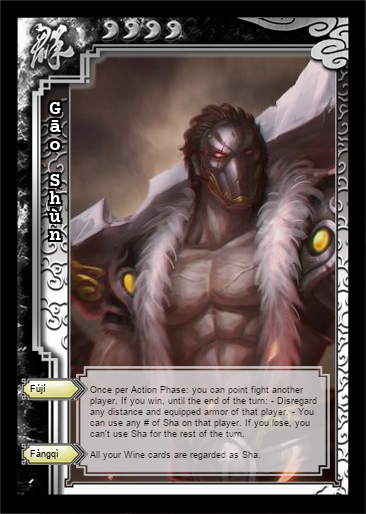 群
Gāo Shùn
Fújí
Once per Action Phase: you can point fight another
player. If you win, until the end of the turn: - Disregard
any distance and equipped armor of that player. - You
can use any # of Sha on that player. If you lose, you
can't use Sha for the rest of the turn.
Fàngqì
All your Wine cards are regarded as Sha.